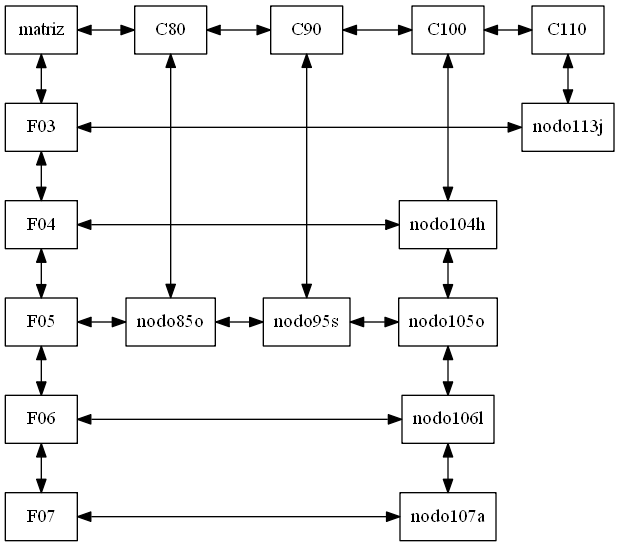 matriz C80 C90 C100 C110
F03 nodo113j
F04 nodo104h
F05 nodo85o nodo95s nodo105o
F06 nodo106l
F07 nodo107a